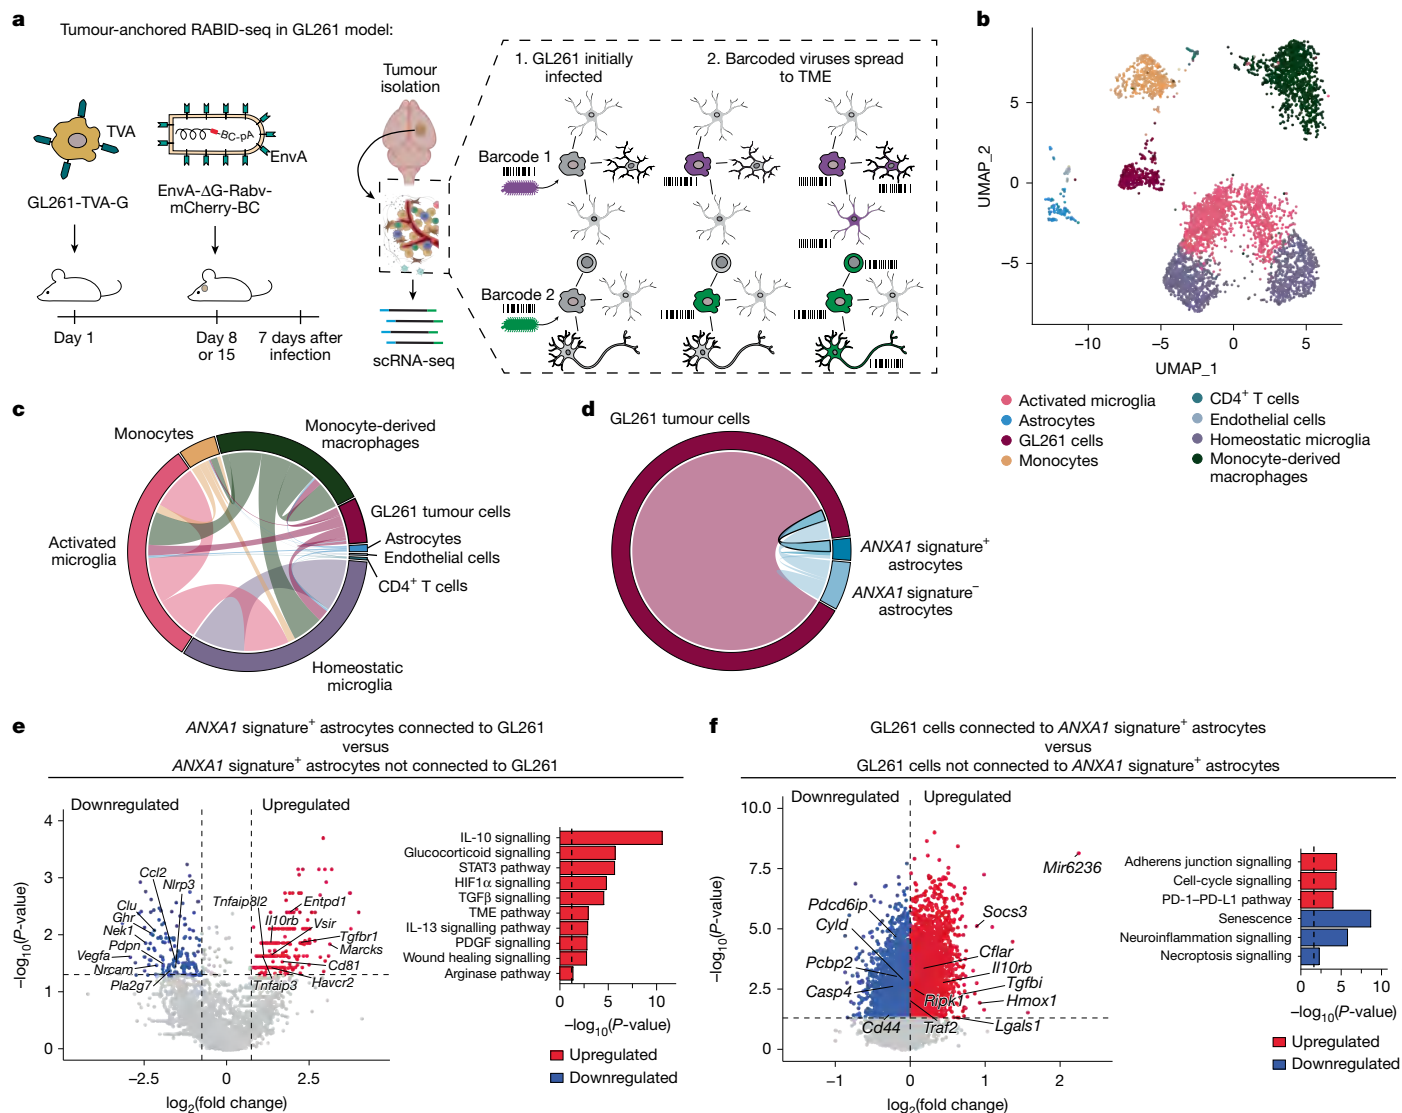 a
Tumour-anchored RABID-seq in GL261 model:
TVA
BC-pA
EnvA
GL261-TVA-G
EnvA-ΔG-Rabv-
mCherry-BC
Day 1
Day 8
or 15
7 days after
infection
Tumour
isolation
scRNA-seq
1. GL261 initially
infected
2. Barcoded viruses spread
to TME
Barcode 1
Barcode 2
b
UMAP_2
5
0
−5
−10
−5
0
5
UMAP_1
Activated microglia
Astrocytes
GL261 cells
Monocytes
CD4+ T cells
Endothelial cells
Homeostatic microglia
Monocyte-derived
macrophages
c
Monocytes
Monocyte-derived
macrophages
GL261 tumour cells
Astrocytes
Endothelial cells
CD4+ T cells
Activated
microglia
Homeostatic
microglia
d
GL261 tumour cells
ANXA1 signature+
astrocytes
ANXA1 signature−
astrocytes
e
ANXA1 signature+ astrocytes connected to GL261
versus
ANXA1 signature+ astrocytes not connected to GL261
Downregulated
Upregulated
−log10(P-value)
4
3
2
1
0
Ccl2
Nlrp3
Clu
Ghr
Nek1
Pdpn
Vegfa
Nrcam
Pla2g7
Tnfaip8l2
Il10rb
Entpd1
Vsir
Tgfbr1
Marcks
Cd81
Havcr2
Tnfaip3
−2.5
0
2.5
log2(fold change)
IL-10 signalling
Glucocorticoid signalling
STAT3 pathway
HIF1α signalling
TGFβ signalling
TME pathway
IL-13 signalling pathway
PDGF signalling
Wound healing signalling
Arginase pathway
0
5
10
−log10(P-value)
Upregulated
Downregulated
f
GL261 cells connected to ANXA1 signature+ astrocytes
versus
GL261 cells not connected to ANXA1 signature+ astrocytes
Downregulated
Upregulated
−log10(P-value)
10.0
7.5
5.0
2.5
0
Mir6236
Pdcd6ip
Cyld
Pcbp2
Casp4
Cd44
Socs3
Cflar
Il10rb
Tgfbi
Ripk1
Hmox1
Traf2
Lgals1
−1
0
1
2
log2(fold change)
Adherens junction signalling
Cell-cycle signalling
PD-1–PD-L1 pathway
Senescence
Neuroinflammation signalling
Necroptosis signalling
0
5
10
−log10(P-value)
Upregulated
Downregulated